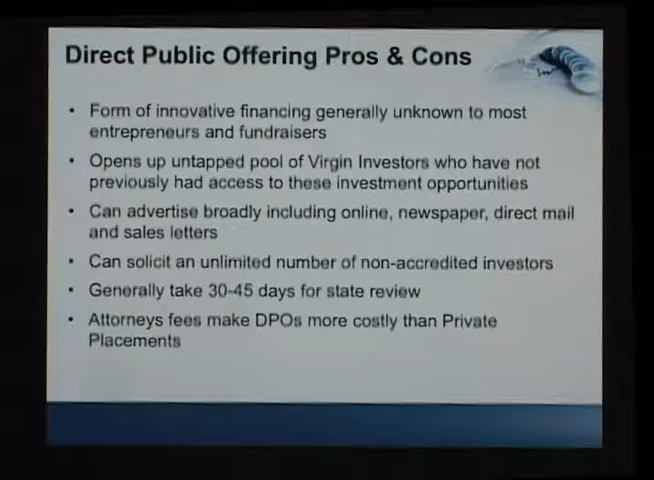 Direct Public Offering Pros & Cons
• Form of innovative financing generally unknown to most
entrepreneurs and fundraisers
• Opens up untapped pool of Virgin Investors who have not
previously had access to these investment opportunities
• Can advertise broadly including online, newspaper, direct mail
and sales letters
• Can solicit an unlimited number of non-accredited investors
• Generally take 30-45 days for state review
• Attorneys fees make DPOs more costly than Private
Placements